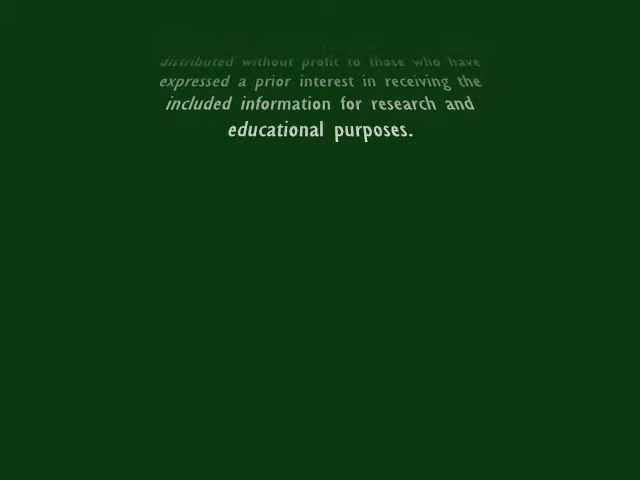 distributed without profit to those who have
expressed a prior interest in receiving the
included information for research and
educational purposes.